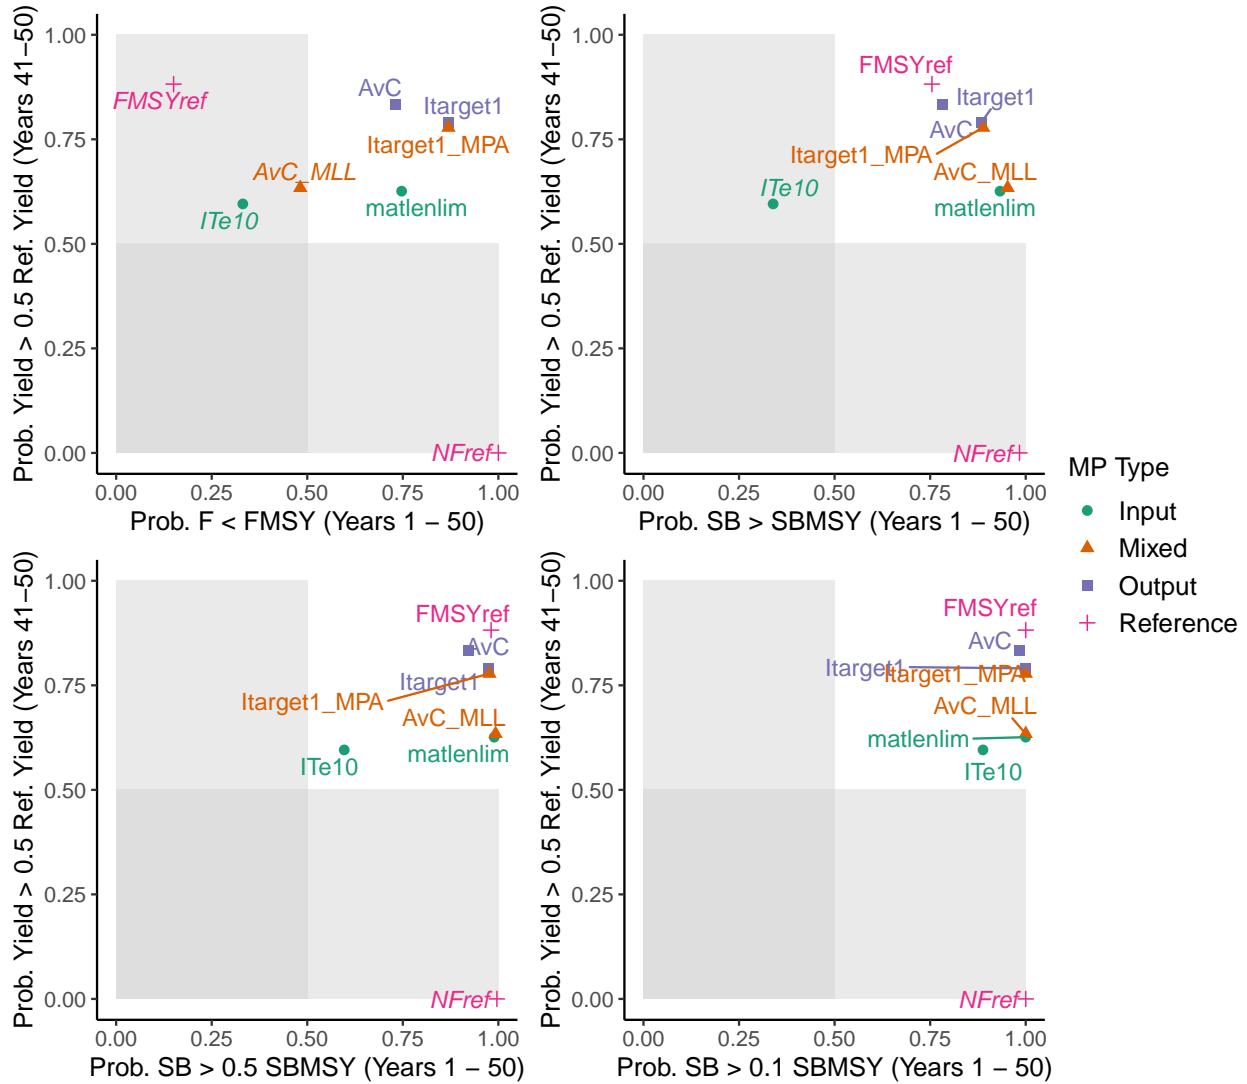 Prob. Yield > 0.5 Ref. Yield (Years 41–50)
1.00
0.75
0.50
0.25
0.00
FMSYref
AvC
Itarget1
Itarget1_MPA
AvC_MLL
ITe10
matlenlim
NFref
0.00 0.25 0.50 0.75 1.00
Prob. F < FMSY (Years 1 – 50)
Prob. Yield > 0.5 Ref. Yield (Years 41–50)
1.00
0.75
0.50
0.25
0.00
FMSYref
Itarget1
AvC
Itarget1_MPA
AvC_MLL
ITe10
matlenlim
NFref
0.00 0.25 0.50 0.75 1.00
Prob. SB > SBMSY (Years 1 – 50)
MP Type
Input
Mixed
Output
Reference
Prob. Yield > 0.5 Ref. Yield (Years 41–50)
1.00
0.75
0.50
0.25
0.00
FMSYref
AvC
Itarget1
Itarget1_MPA
AvC_MLL
matlenlim
ITe10
NFref
0.00 0.25 0.50 0.75 1.00
Prob. SB > 0.5 SBMSY (Years 1 – 50)
Prob. Yield > 0.5 Ref. Yield (Years 41–50)
1.00
0.75
0.50
0.25
0.00
FMSYref
AvC
Itarget1
Itarget1_MPA
AvC_MLL
matlenlim
ITe10
NFref
0.00 0.25 0.50 0.75 1.00
Prob. SB > 0.1 SBMSY (Years 1 – 50)